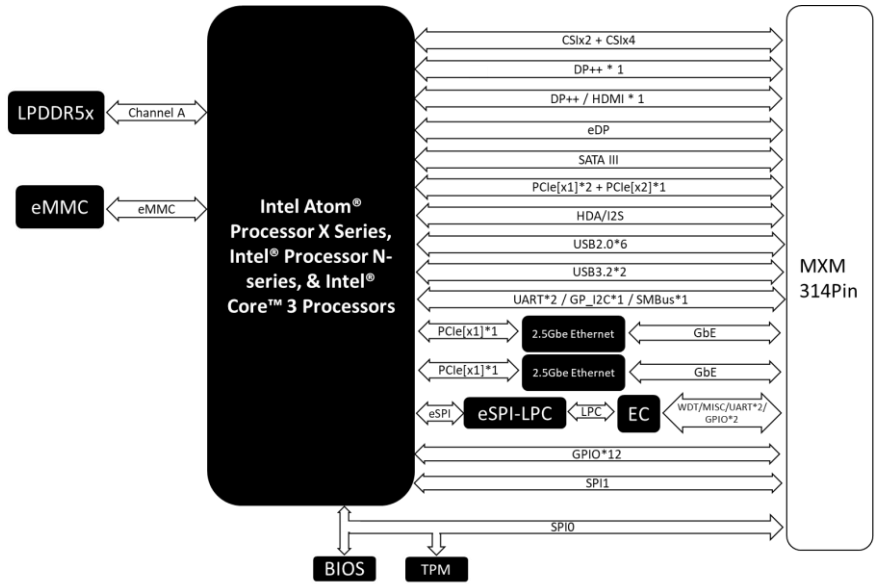 CSIx2 + CSIx4
DP++ * 1
DP++ / HDMI * 1
LPDDR5x
Channel A
eDP
SATA III
PCIe[x1]*2 + PCIe[x2]*1
eMMC
eMMC
Intel Atom®
Processor X Series,
Intel® Processor N-
series, & Intel®
Core™ 3 Processors
HDA/I2S
USB2.0*6
USB3.2*2
MXM
314Pin
UART*2 / GP_I2C*1 / SMBus*1
PCIe[x1]*1
2.5Gbe Ethernet
GbE
PCIe[x1]*1
2.5Gbe Ethernet
GbE
eSPI
eSPI-LPC
LPC
EC
WDT/MISC/UART*2/
GPIO*2
GPIO*12
SPI1
SPI0
BIOS
TPM